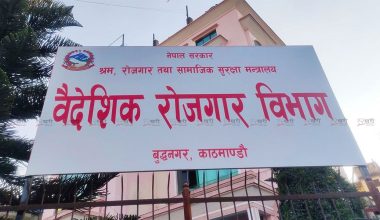 नेपाल सरकार
श्रम, रोजगार तथा सामाजिक सुरक्षा मन्त्रालय
वैदेशिक रोजगार विभाग
बुद्धनगर, काठमाण्डौ